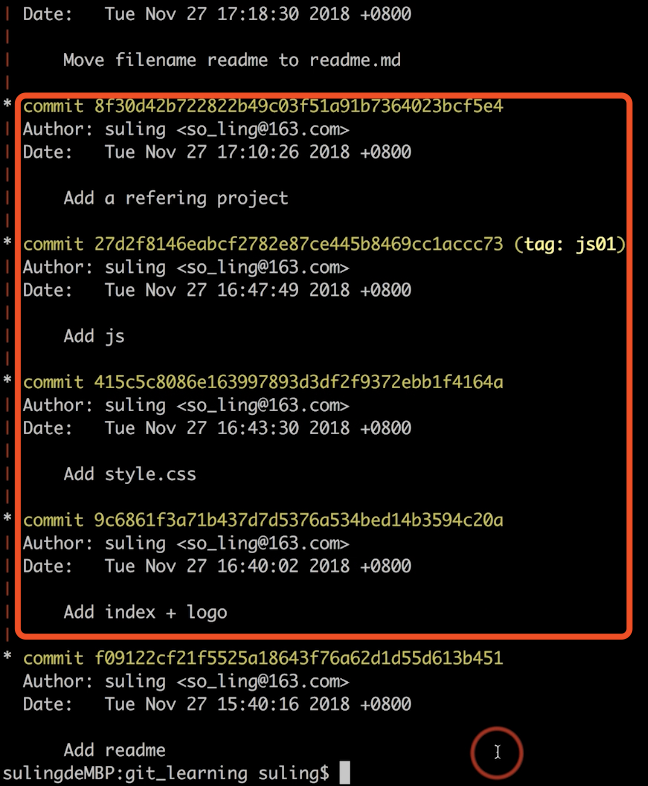 Date:   Tue Nov 27 17:18:30 2018 +0800
Move filename readme to readme.md
* commit 8f30d42b722822b49c03f51a91b7364023bcf5e4
Author: suling <so_ling@163.com>
Date:   Tue Nov 27 17:10:26 2018 +0800
Add a refering project
* commit 27d2f8146eabcf2782e87ce445b8469cc1accc73 (tag: js01)
Author: suling <so_ling@163.com>
Date:   Tue Nov 27 16:47:49 2018 +0800
Add js
* commit 415c5c8086e163997893d3df2f9372ebb1f4164a
Author: suling <so_ling@163.com>
Date:   Tue Nov 27 16:43:30 2018 +0800
Add style.css
* commit 9c6861f3a71b437d7d5376a534bed14b3594c20a
Author: suling <so_ling@163.com>
Date:   Tue Nov 27 16:40:02 2018 +0800
Add index + logo
* commit f09122cf21f5525a18643f76a62d1d55d613b451
Author: suling <so_ling@163.com>
Date:   Tue Nov 27 15:40:16 2018 +0800
Add readme
sulingdeMBP:git_learning suling$